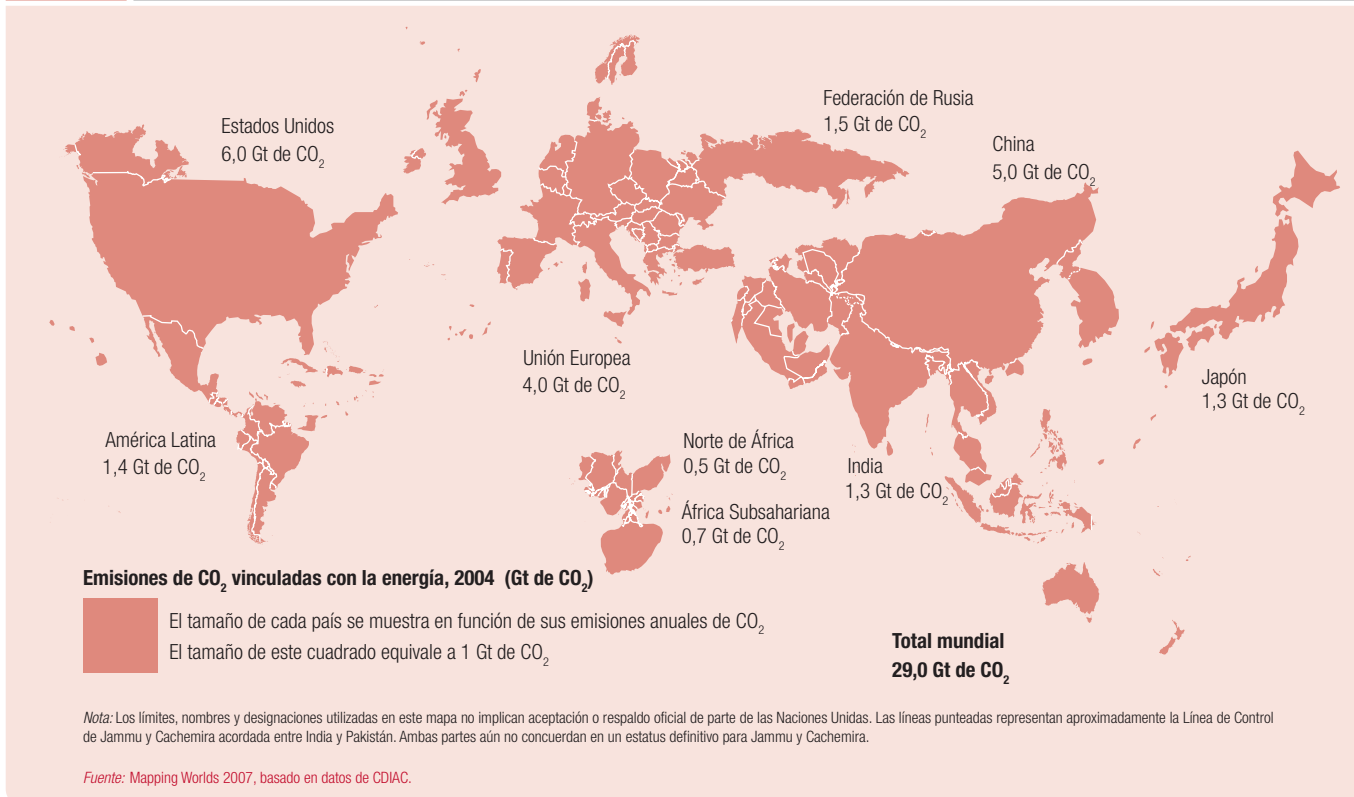 Estados Unidos
6,0 Gt de CO2
Federación de Rusia
1,5 Gt de CO2
China
5,0 Gt de CO2
Unión Europea
4,0 Gt de CO2
Japón
1,3 Gt de CO2
América Latina
1,4 Gt de CO2
Norte de África
0,5 Gt de CO2
India
1,3 Gt de CO2
África Subsahariana
0,7 Gt de CO2
Emisiones de CO2 vinculadas con la energía, 2004 (Gt de CO2)
El tamaño de cada país se muestra en función de sus emisiones anuales de CO2
El tamaño de este cuadrado equivale a 1 Gt de CO2
Total mundial
29,0 Gt de CO2
Nota: Los límites, nombres y designaciones utilizadas en este mapa no implican aceptación o respaldo oficial de parte de las Naciones Unidas. Las líneas punteadas representan aproximadamente la Línea de Control
de Jammu y Cachemira acordada entre India y Pakistán. Ambas partes aún no concuerdan en un estatus definitivo para Jammu y Cachemira.
Fuente: Mapping Worlds 2007, basado en datos de CDIAC.